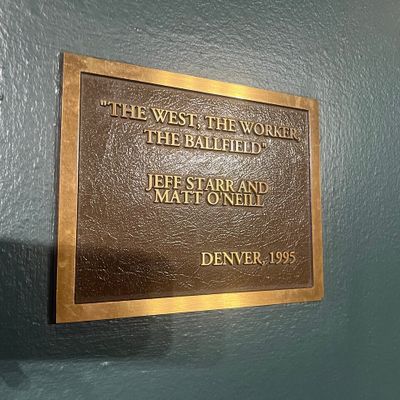 "THE WEST, THE WORKER,
THE BALLFIELD"
JEFF STARR AND
MATT O'NEILL
DENVER, 1995